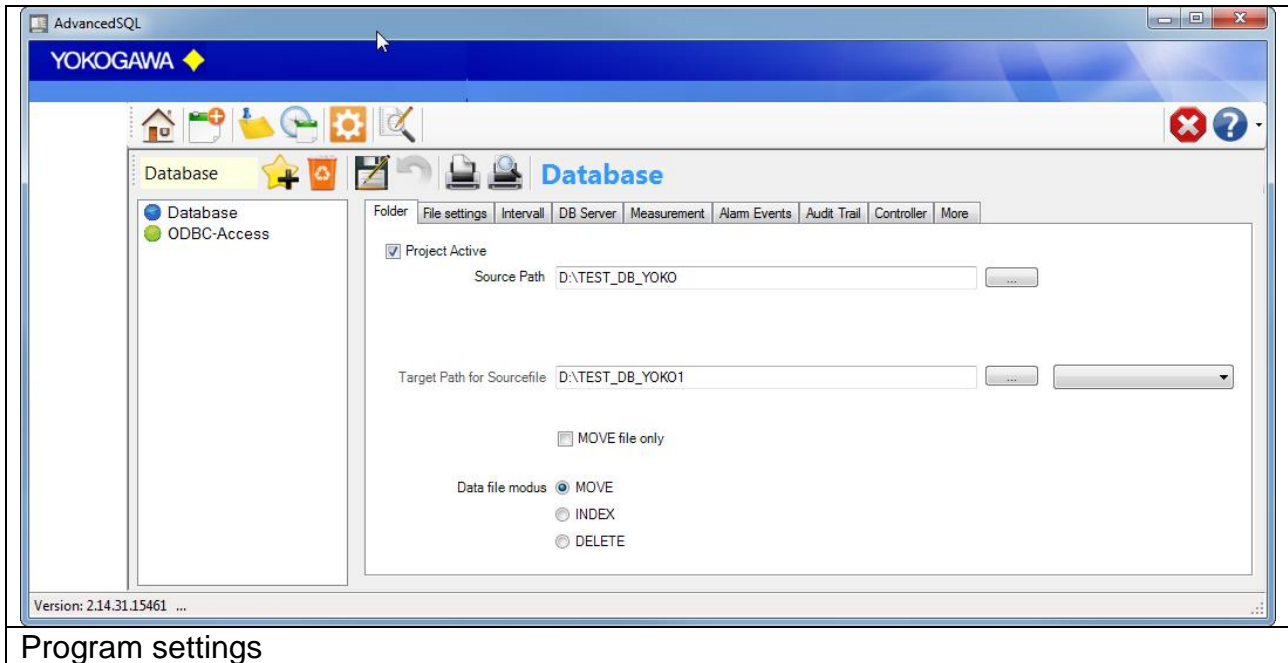 AdvancedSQL
YOKOGAWA
Database
Database
Database
ODBC-Access
Folder File settings Intervall DB Server Measurement Alarm Events Audit Trail Controller More
Project Active
Source Path D:\TEST_DB_YOKO ...
Target Path for Sourcefile D:\TEST_DB_YOKO1 ...
MOVE file only
Data file modus MOVE
INDEX
DELETE
Version: 2.14.31.15461 ...
Program settings